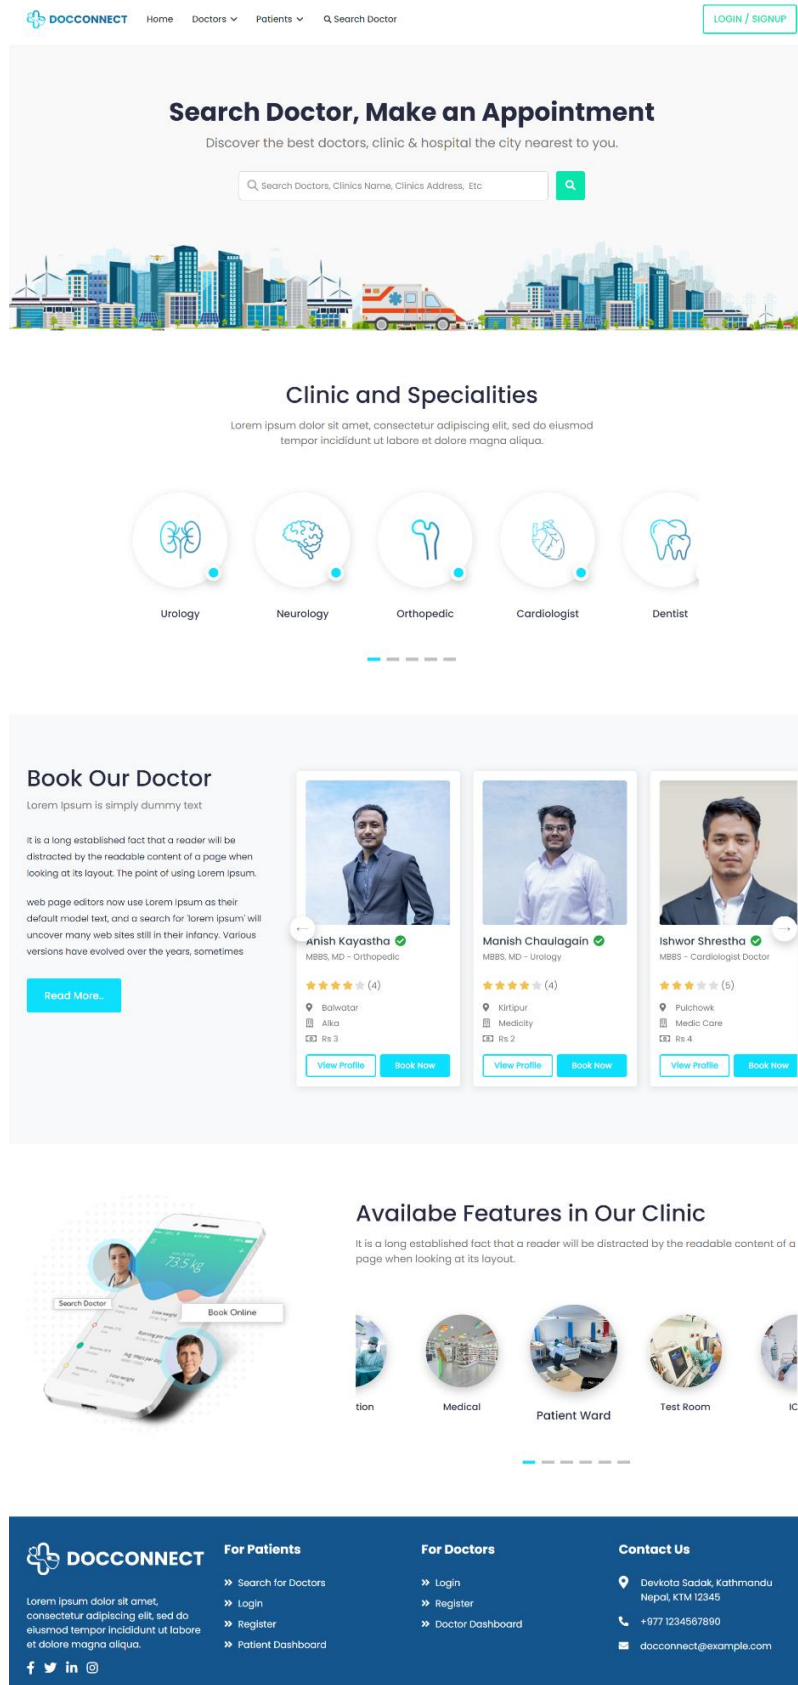 DOCCONNECT Home Doctors Patients Search Doctor LOGIN / SIGNUP
Search Doctor, Make an Appointment
Discover the best doctors, clinic & hospital the city nearest to you.
Search Doctors, Clinics Name, Clinics Address, Etc
Clinic and Specialities
Lorem ipsum dolor sit amet, consectetur adipiscing elit, sed do eiusmod
tempor incididunt ut labore et dolore magna aliqua.
Urology Neurology Orthopedic Cardiologist Dentist
Book Our Doctor
Lorem Ipsum is simply dummy text
It is a long established fact that a reader will be
distracted by the readable content of a page when
looking at its layout. The point of using Lorem Ipsum.
web page editors now use Lorem Ipsum as their
default model text, and a search for 'lorem ipsum' will
uncover many web sites still in their infancy. Various
versions have evolved over the years, sometimes
Read More..
Anish Kayastha
MBBS, MD - Orthopedic
(4)
Balwatar
Alka
Rs 3
View Profile Book Now
Manish Chaulagain
MBBS, MD - Urology
(4)
Kirtipur
Medicity
Rs 2
View Profile Book Now
Ishwor Shrestha
MBBS - Cardiologist Doctor
(5)
Pulchowk
Medic Care
Rs 4
View Profile Book Now
73.5 kg
Search Doctor
Book Online
Availabe Features in Our Clinic
It is a long established fact that a reader will be distracted by the readable content of a
page when looking at its layout.
tion Medical Patient Ward Test Room IC
DOCCONNECT
Lorem ipsum dolor sit amet,
consectetur adipiscing elit, sed do
eiusmod tempor incididunt ut labore
et dolore magna aliqua.
For Patients
Search for Doctors
Login
Register
Patient Dashboard
For Doctors
Login
Register
Doctor Dashboard
Contact Us
Devkota Sadak, Kathmandu
Nepal, KTM 12345
+977 1234567890
docconnect@example.com